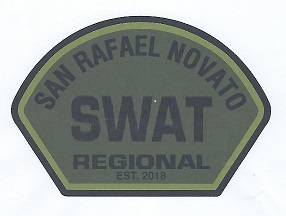 SAN RAFAEL NOVATO
SWAT
REGIONAL
EST. 2018